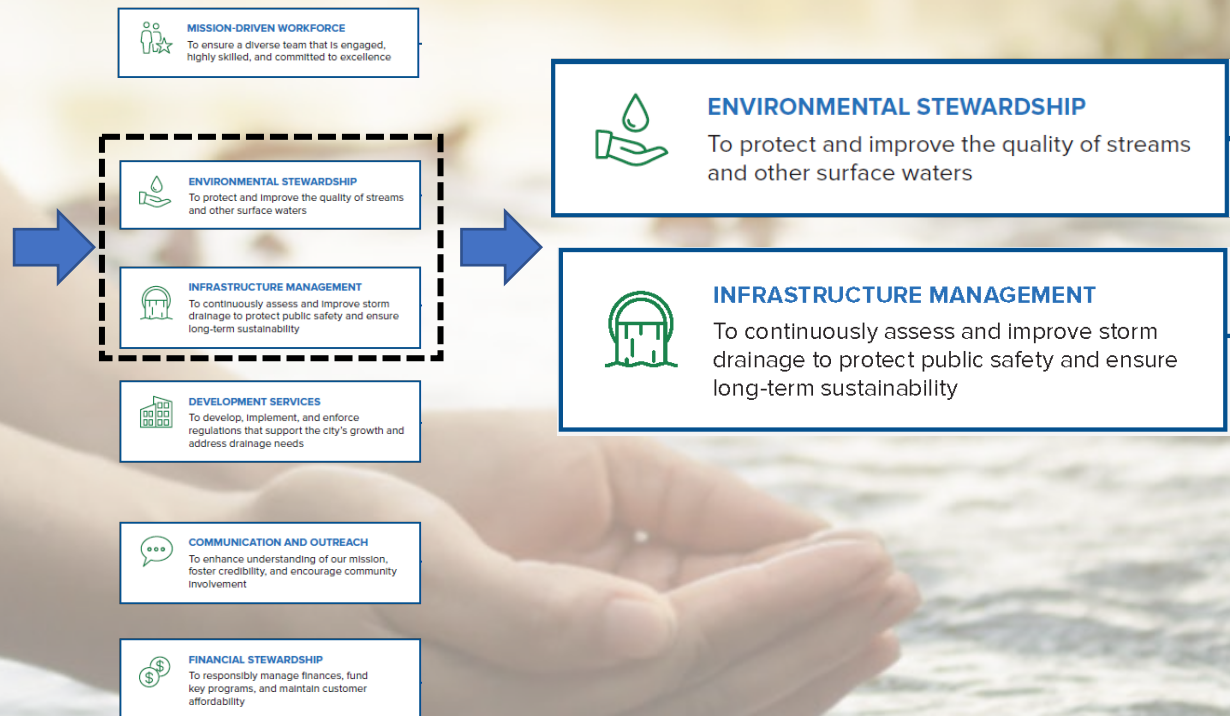 MISSION-DRIVEN WORKFORCE
To ensure a diverse team that is engaged,
highly skilled, and committed to excellence
ENVIRONMENTAL STEWARDSHIP
To protect and improve the quality of streams
and other surface waters
INFRASTRUCTURE MANAGEMENT
To continuously assess and improve storm
drainage to protect public safety and ensure
long-term sustainability
DEVELOPMENT SERVICES
To develop, implement, and enforce
regulations that support the city's growth and
address drainage needs
COMMUNICATION AND OUTREACH
To enhance understanding of our mission,
foster credibility, and encourage community
involvement
FINANCIAL STEWARDSHIP
$
$
To responsibly manage finances, fund
key programs, and maintain customer
affordability
ENVIRONMENTAL STEWARDSHIP
To protect and improve the quality of streams
and other surface waters
INFRASTRUCTURE MANAGEMENT
To continuously assess and improve storm
drainage to protect public safety and ensure
long-term sustainability